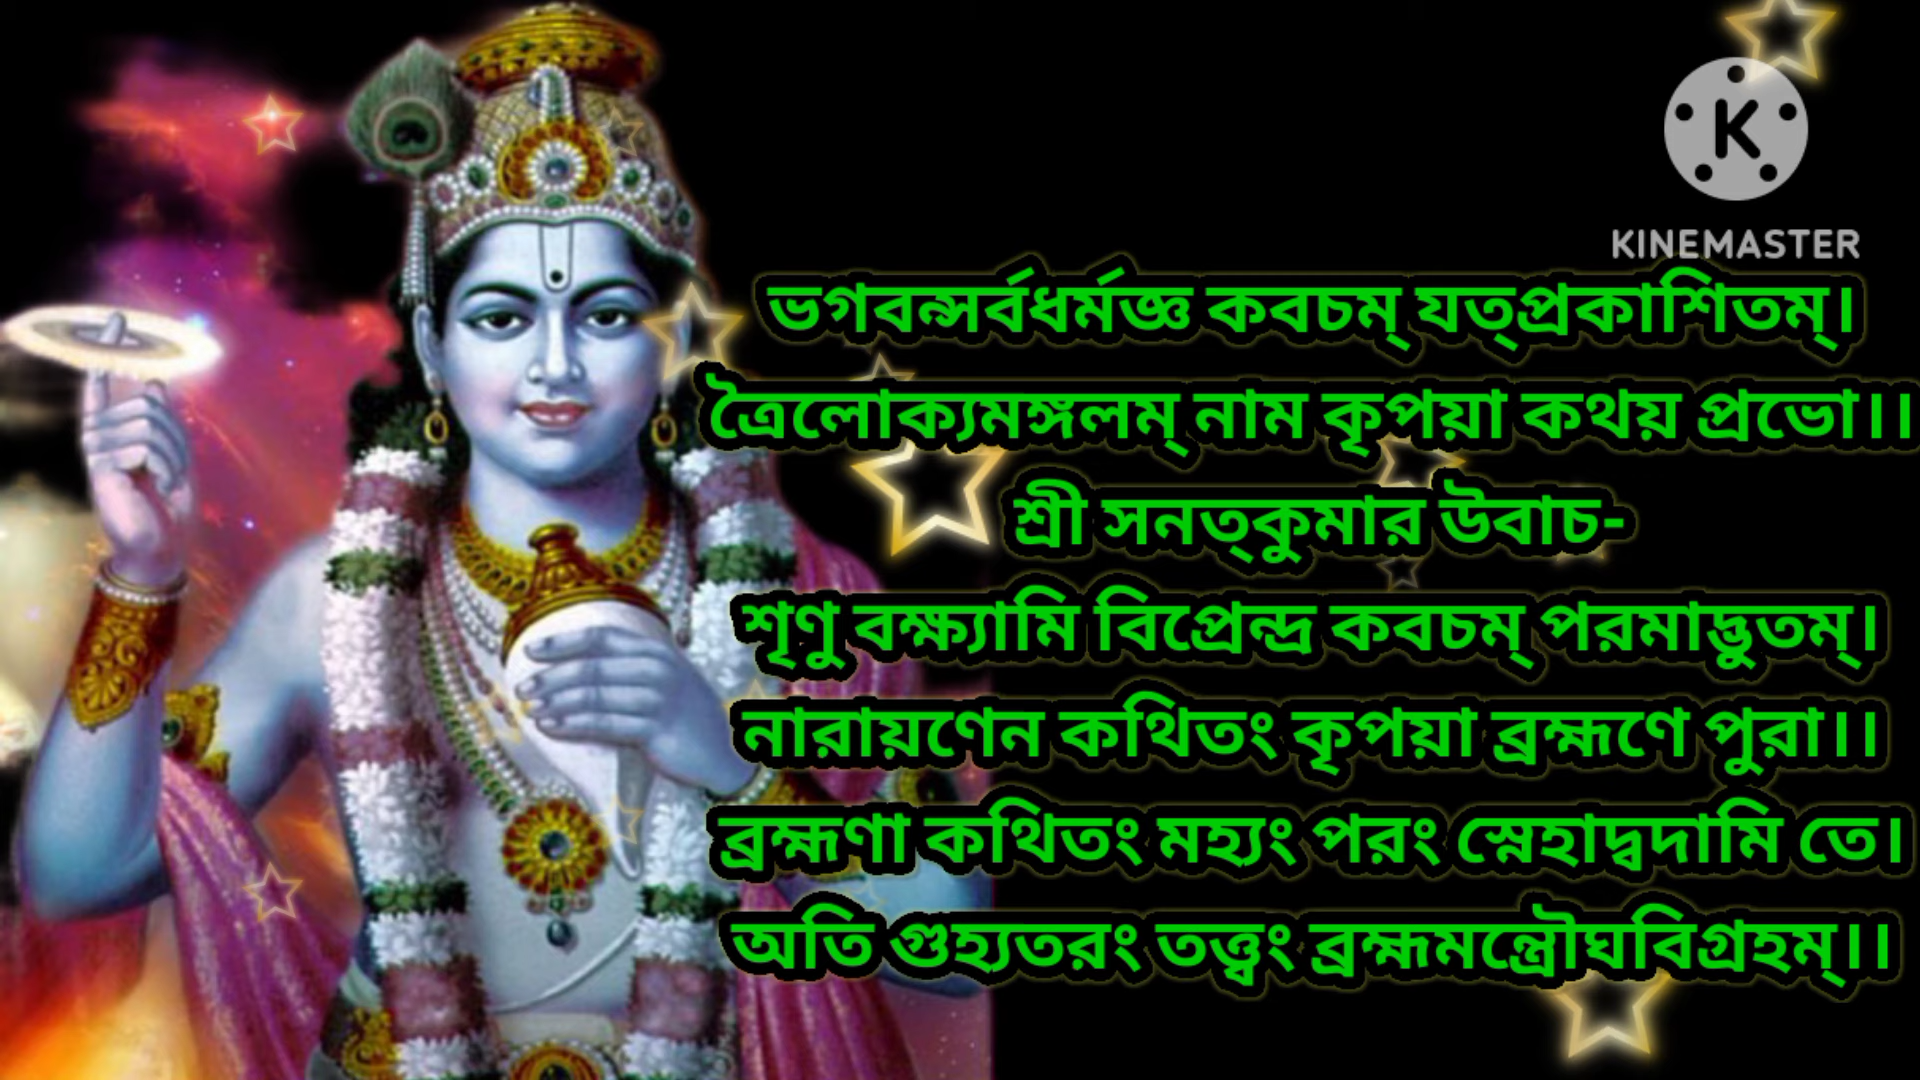 KINEMASTER
ভগবন্সর্বধর্মজ্ঞ কবচম্ যত্প্রকাশিতম্।
ত্রৈলোক্যমঙ্গলম্ নাম কৃপয়া কথয় প্রভো।।
শ্রী সনত্কুমার উবাচ-
শৃণু বক্ষ্যামি বিপ্রেন্দ্র কবচম্ পরমাদ্ভুতম্।
নারায়ণেন কথিতং কৃপয়া ব্রহ্মণে পুরা।।
ব্রহ্মণা কথিতং মহ্যং পরং স্নেহাদ্বদামি তে।
অতি গুহ্যতরং তত্ত্বং ব্রহ্মমন্ত্রৌঘবিগ্রহম্।।